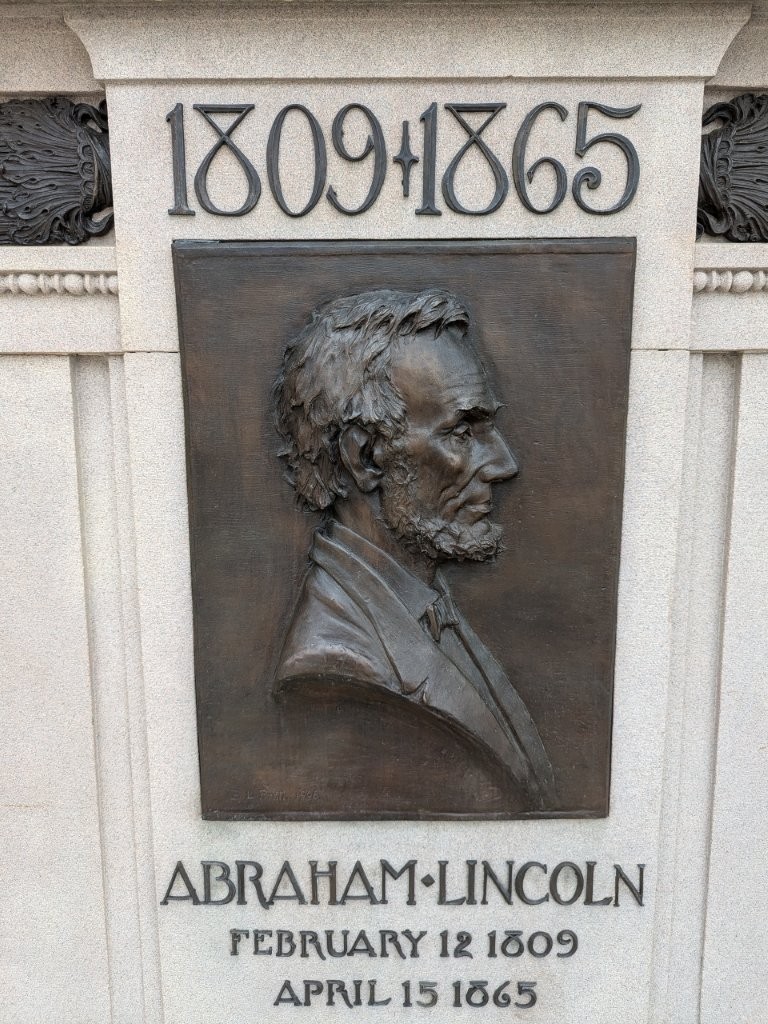 1809 1865
ABRAHAM·LINCOLN
FEBRUARY 12 1809
APRIL 15 1865